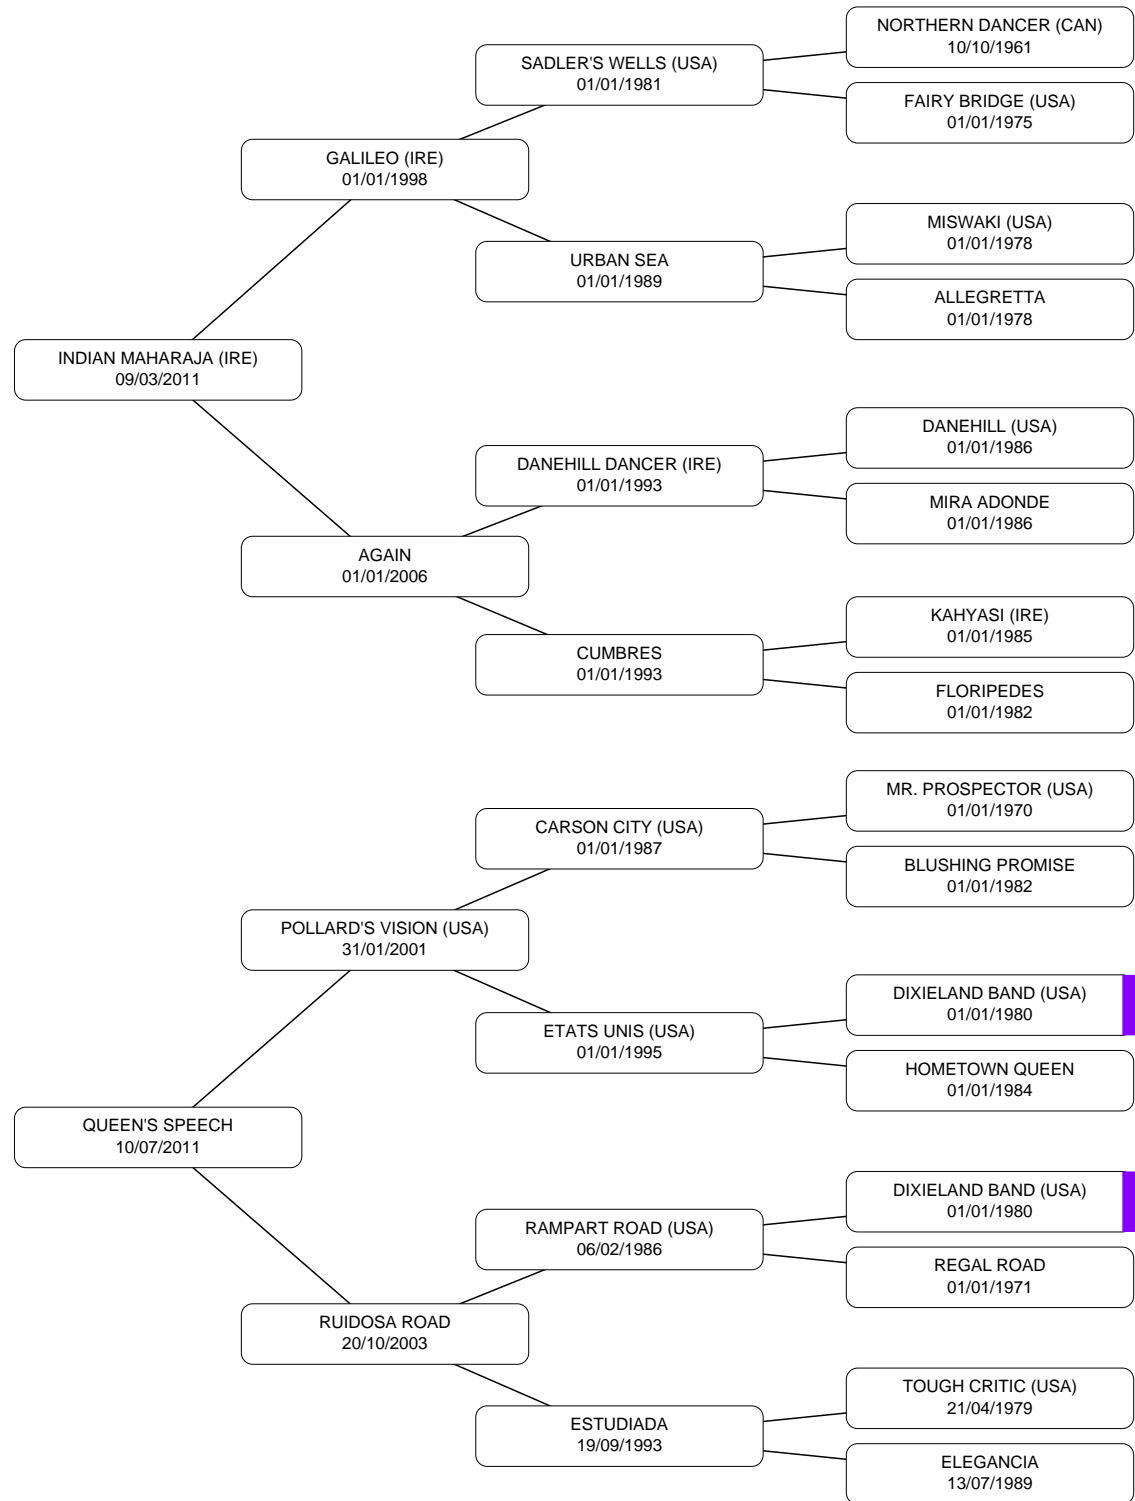 NORTHERN DANCER (CAN)
10/10/1961
SADLER'S WELLS (USA)
01/01/1981
FAIRY BRIDGE (USA)
01/01/1975
GALILEO (IRE)
01/01/1998
MISWAKI (USA)
01/01/1978
URBAN SEA
01/01/1989
ALLEGRETTA
01/01/1978
INDIAN MAHARAJA (IRE)
09/03/2011
DANEHILL (USA)
01/01/1986
DANEHILL DANCER (IRE)
01/01/1993
MIRA ADONDE
01/01/1986
AGAIN
01/01/2006
KAHYASI (IRE)
01/01/1985
CUMBRES
01/01/1993
FLORIPEDES
01/01/1982
MR. PROSPECTOR (USA)
01/01/1970
CARSON CITY (USA)
01/01/1987
BLUSHING PROMISE
01/01/1982
POLLARD'S VISION (USA)
31/01/2001
DIXIELAND BAND (USA)
01/01/1980
ETATS UNIS (USA)
01/01/1995
HOMETOWN QUEEN
01/01/1984
QUEEN'S SPEECH
10/07/2011
DIXIELAND BAND (USA)
01/01/1980
RAMPART ROAD (USA)
06/02/1986
REGAL ROAD
01/01/1971
RUIDOSA ROAD
20/10/2003
TOUGH CRITIC (USA)
21/04/1979
ESTUDIADA
19/09/1993
ELEGANCIA
13/07/1989